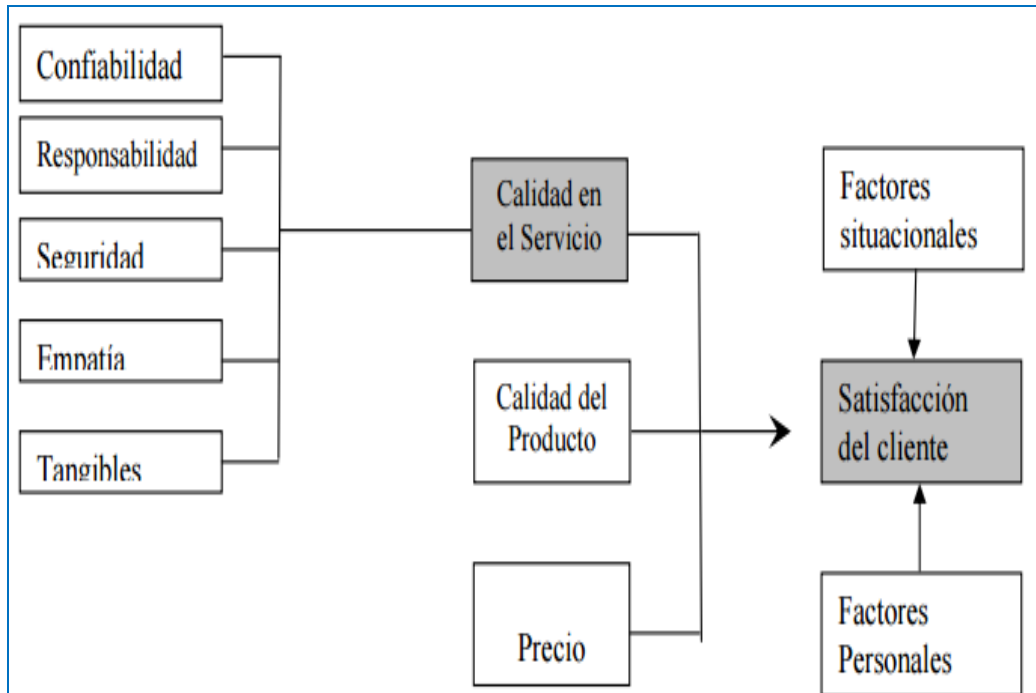 Confiabilidad
Responsabilidad
Seguridad
Empatía
Tangibles
Calidad en
el Servicio
Calidad del
Producto
Precio
Factores
situacionales
Satisfacción
del cliente
Factores
Personales